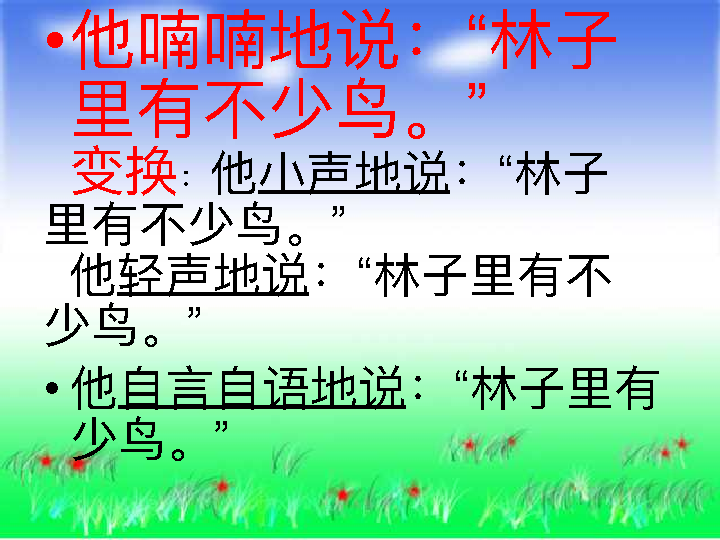 •他喃喃地说：“林子
里有不少鸟。”
变换：他小声地说：“林子
里有不少鸟。”
他轻声地说：“林子里有不
少鸟。”
•他自言自语地说：“林子里有
少鸟。”